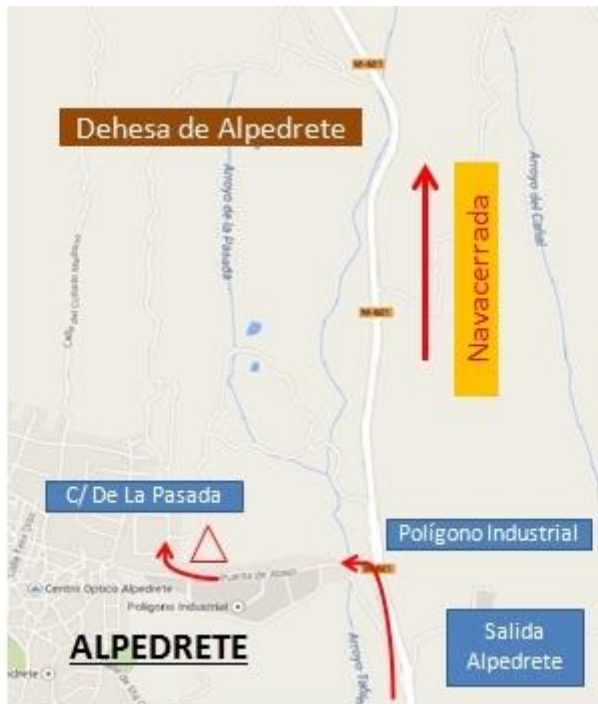 M-601
Dehesa de Alpedrete
Arroyo de la Pasada
Arroyo del Cañal
Navacerrada
M-601
C/ De La Pasada
Polígono Industrial
M-601
Centro Optico Alpedrete
Polígono Industrial
Salida
Alpedrete
ALPEDRETE